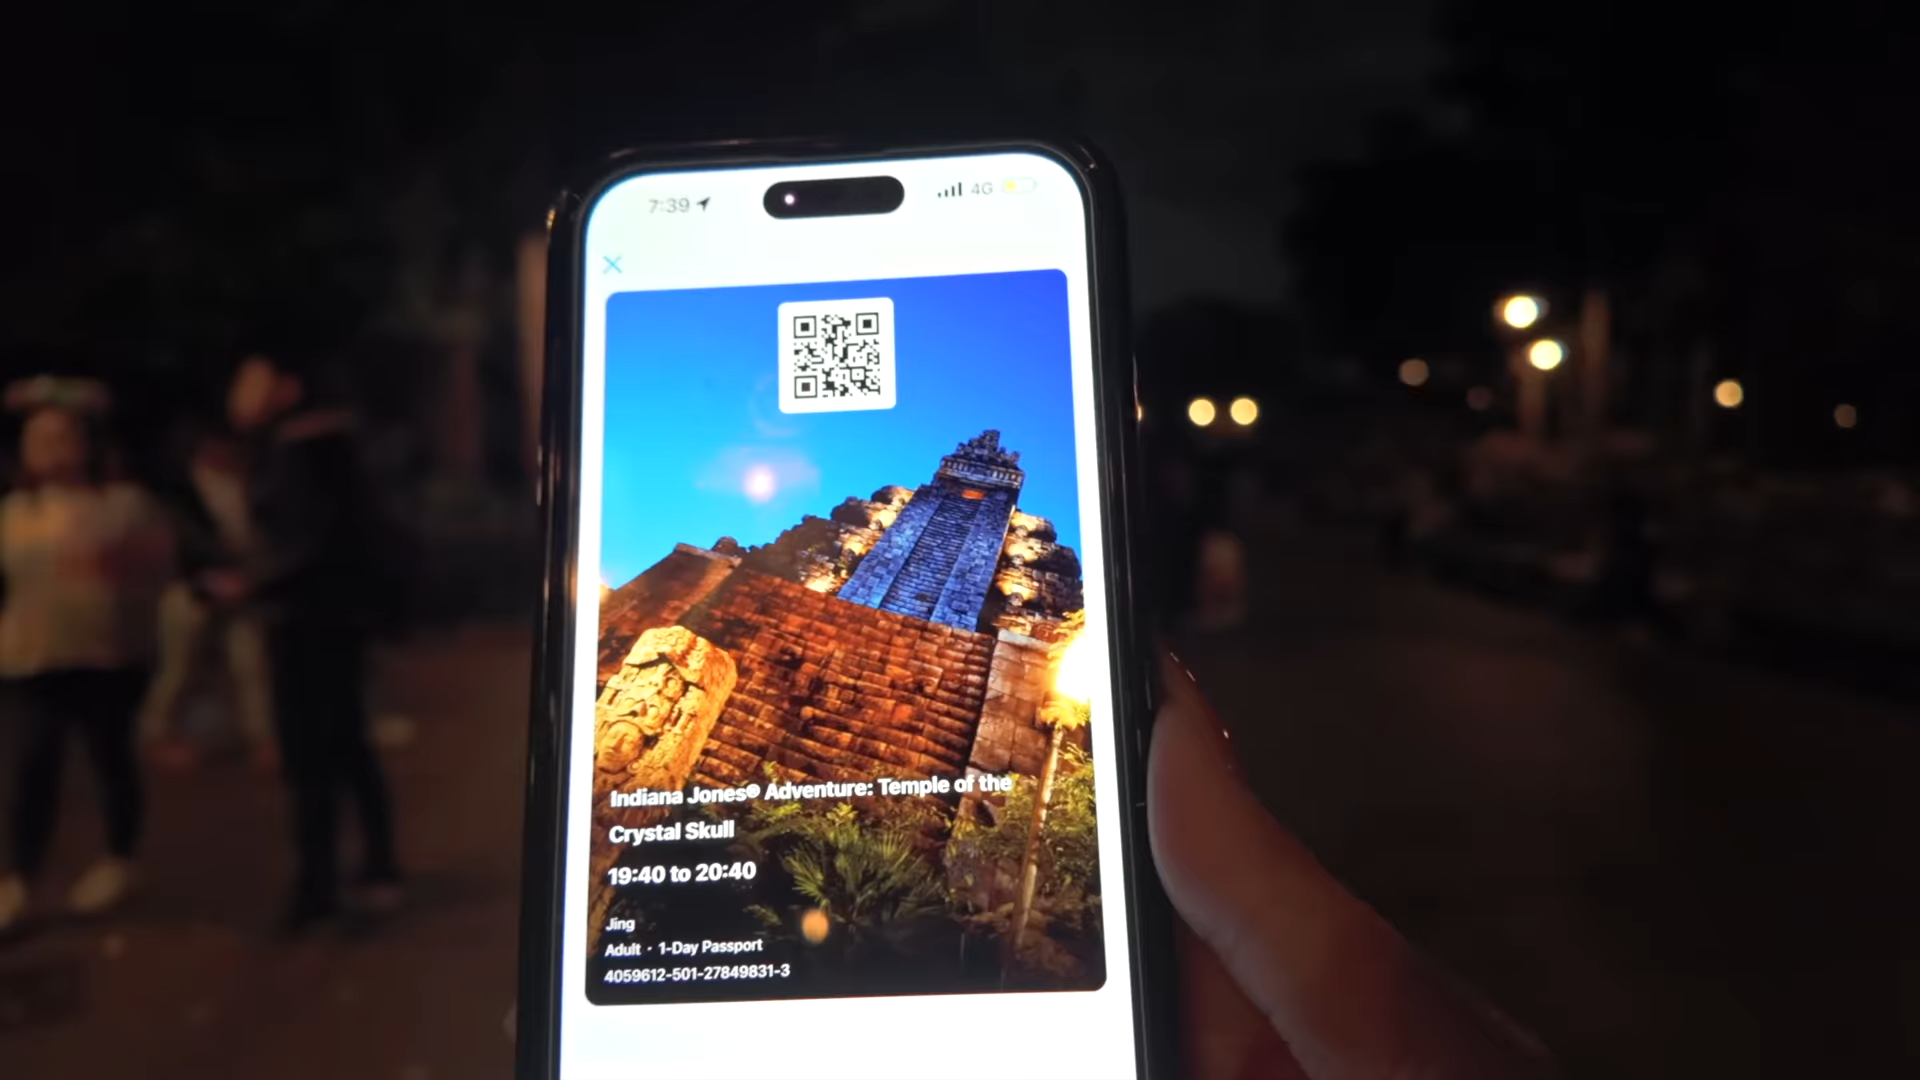 7:39
4G
Indiana Jones® Adventure: Temple of the
Crystal Skull
19:40 to 20:40
Jing
Adult · 1-Day Passport
4059612-501-27849831-3